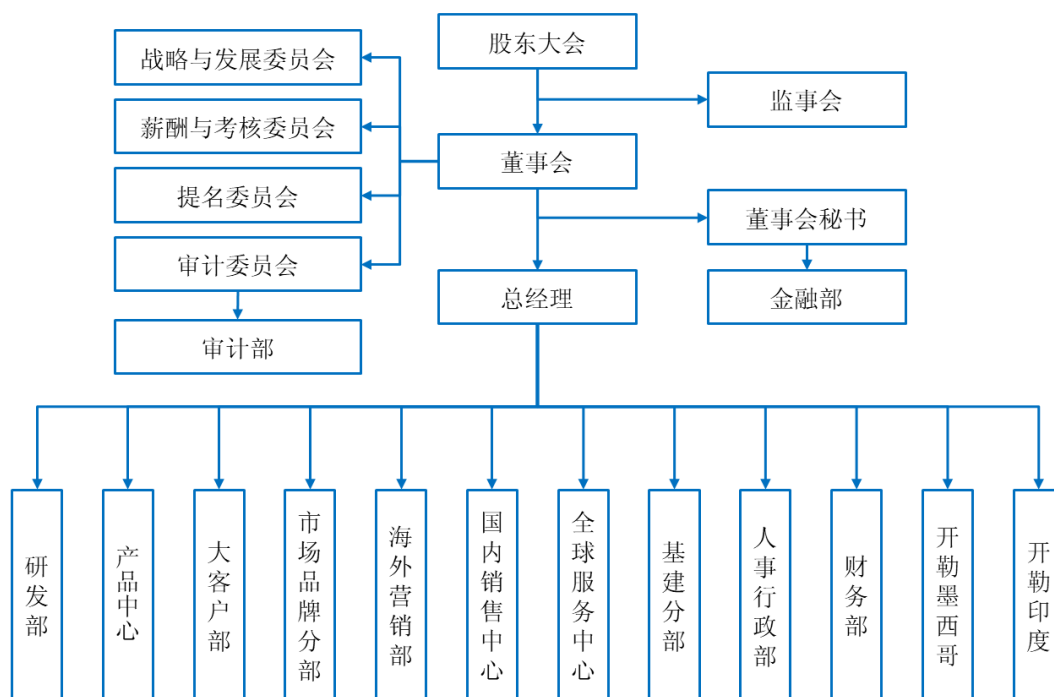 股东大会
战略与发展委员会
监事会
薪酬与考核委员会
董事会
提名委员会
董事会秘书
审计委员会
总经理
金融部
审计部
研发部
产品中心
大客户部
市场品牌分部
海外营销部
国内销售中心
全球服务中心
基建分部
人事行政部
财务部
开勒墨西哥
开勒印度